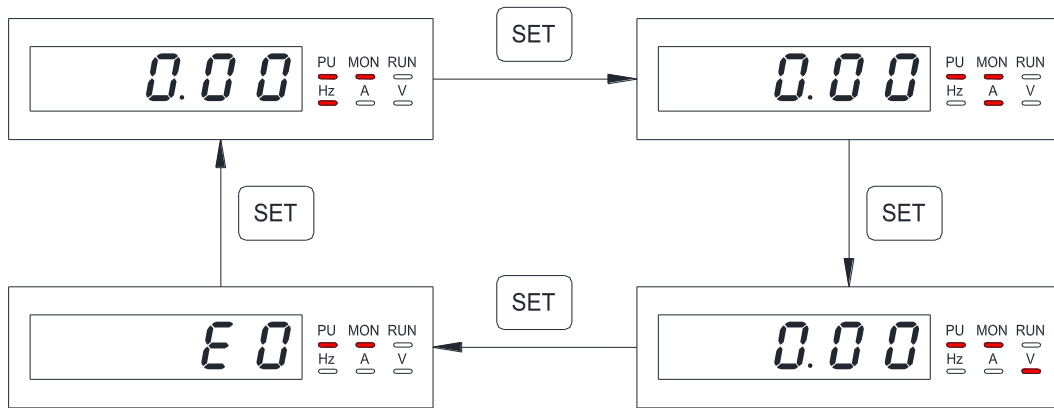 SET
0.00 PU MON RUN
Hz A V
0.00 PU MON RUN
Hz A V
SET
SET
SET
E0 PU MON RUN
Hz A V
0.00 PU MON RUN
Hz A V